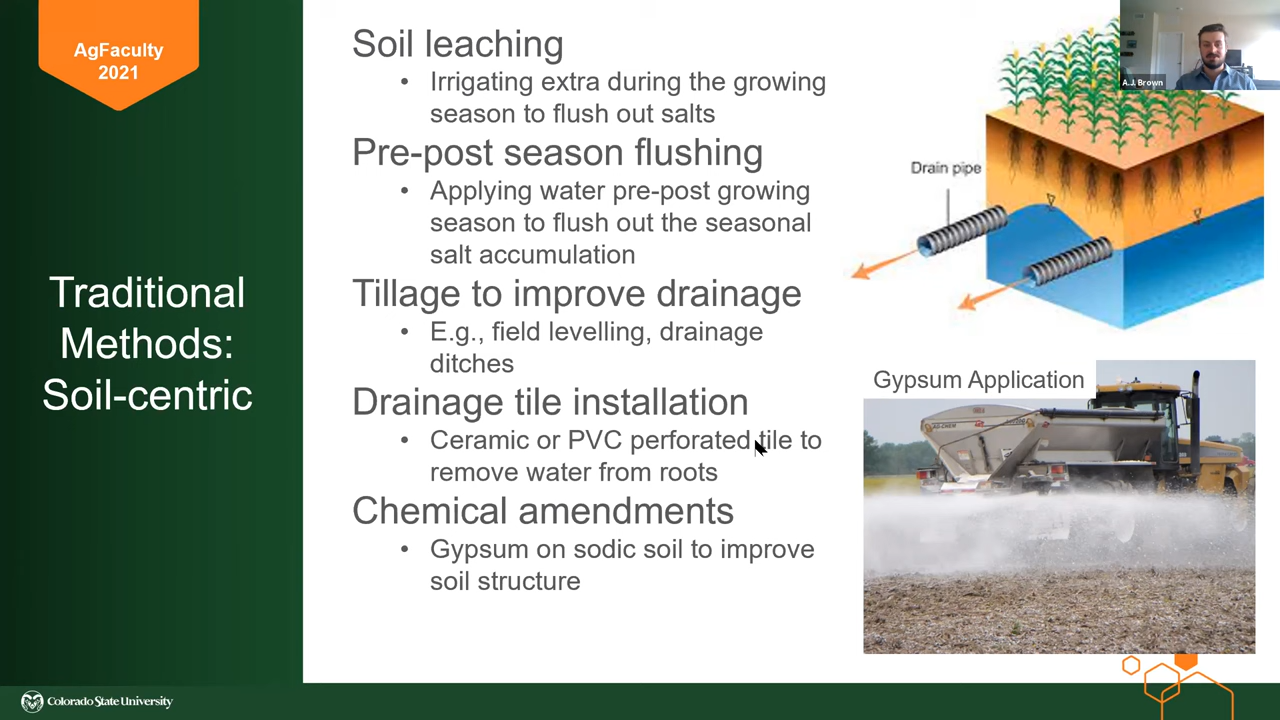 AgFaculty
2021
Traditional
Methods:
Soil-centric
Soil leaching
• Irrigating extra during the growing
season to flush out salts
Pre-post season flushing
• Applying water pre-post growing
season to flush out the seasonal
salt accumulation
Tillage to improve drainage
• E.g., field levelling, drainage
ditches
Drainage tile installation
• Ceramic or PVC perforated tile to
remove water from roots
Chemical amendments
• Gypsum on sodic soil to improve
soil structure
A.J. Brown
Drain pipe
Gypsum Application
AG-CHEM
Colorado State University